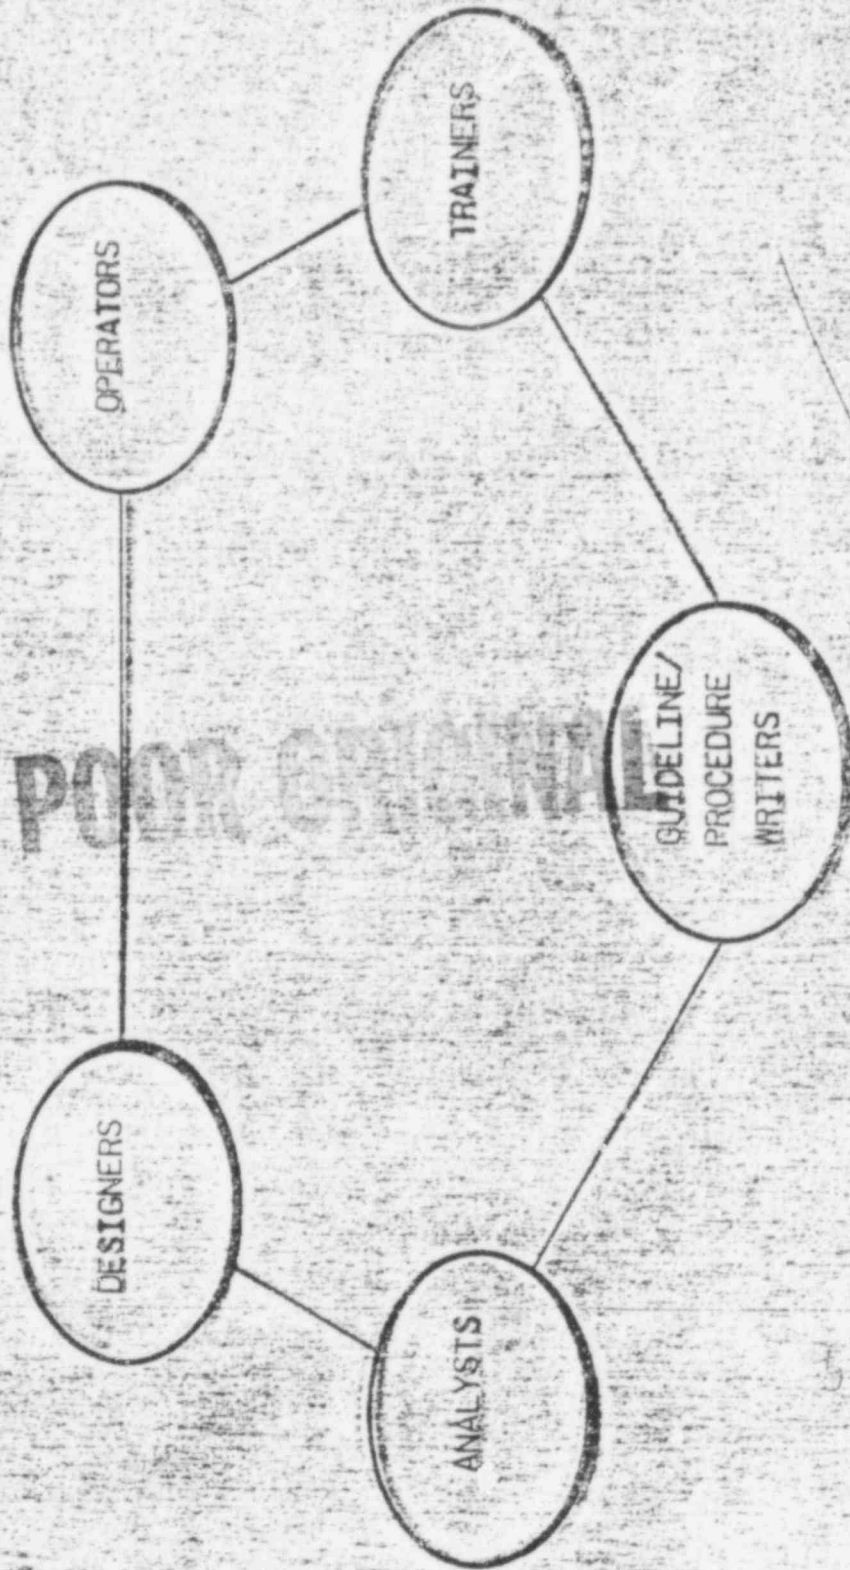 DESIGNERS
OPERATORS
ANALYSTS
TRAINERS
GUIDELINE/
PROCEDURE
WRITERS
POOR ORIGINAL